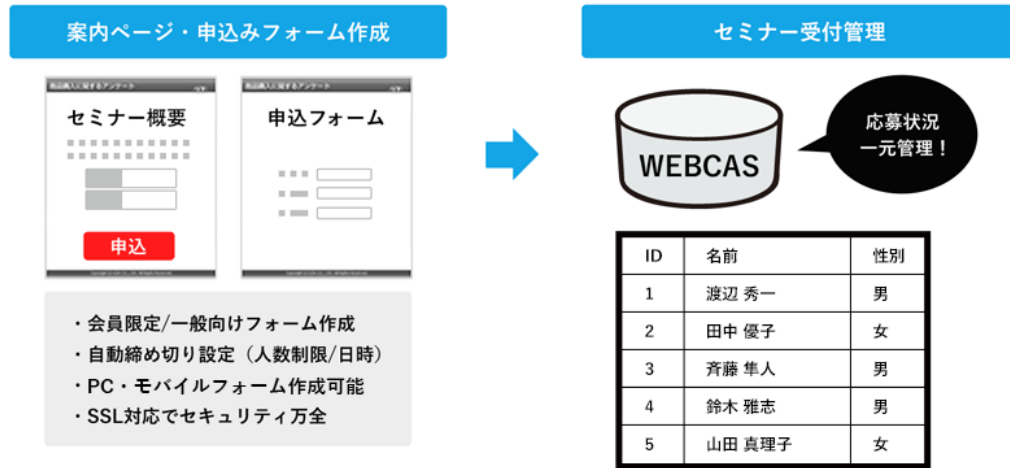 案内ページ・申込みフォーム作成
セミナー概要
申込
申込フォーム
・会員限定/一般向けフォーム作成
・自動締め切り設定（人数制限/日時）
・PC・モバイルフォーム作成可能
・SSL対応でセキュリティ万全
セミナー受付管理
WEBCAS
応募状況
一元管理！
ID 名前 性別
1 渡辺 秀一 男
2 田中 優子 女
3 斉藤 隼人 男
4 鈴木 雅志 男
5 山田 真理子 女